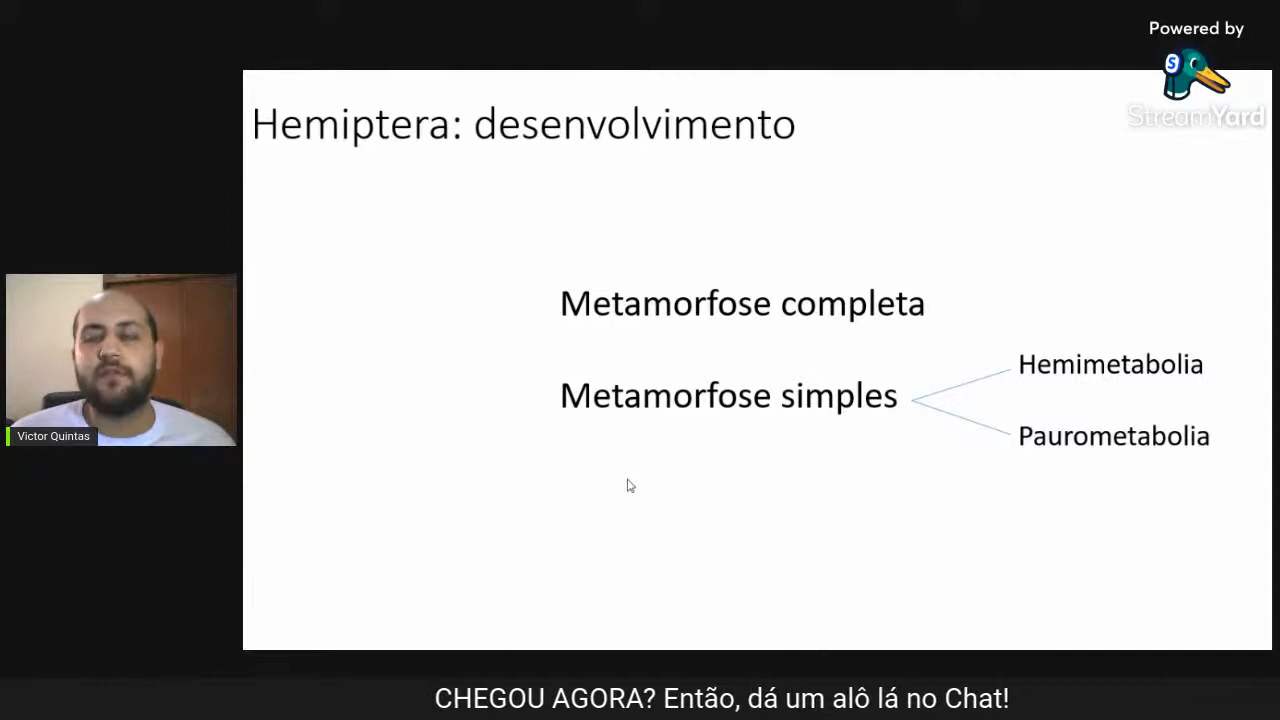 Powered by
StreamYard
Hemiptera: desenvolvimento
Metamorfose completa
Hemimetabolia
Metamorfose simples
Paurometabolia
Victor Quintas
CHEGOU AGORA? Então, dá um alô lá no Chat!